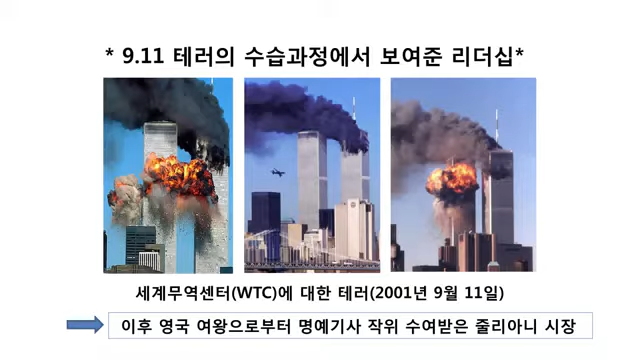 * 9.11 테러의 수습과정에서 보여준 리더십*
세계무역센터(WTC)에 대한 테러(2001년 9월 11일)
이후 영국 여왕으로부터 명예기사 작위 수여받은 줄리아니 시장